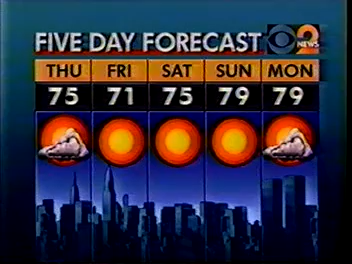 FIVE DAY FORECAST 2 NEWS
THU FRI SAT SUN MON
75 71 75 79 79